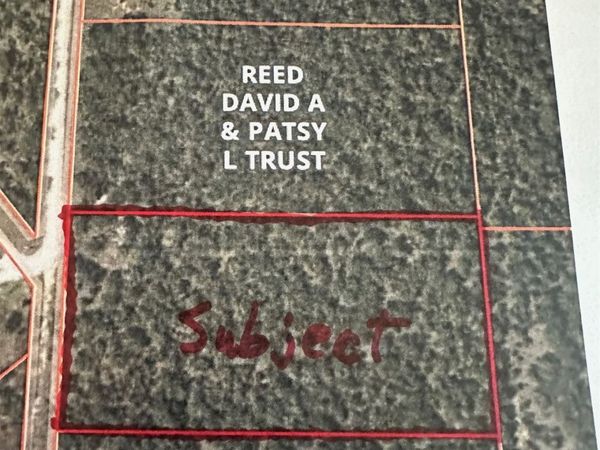 REED
DAVID A
& PATSY
L TRUST
Subject